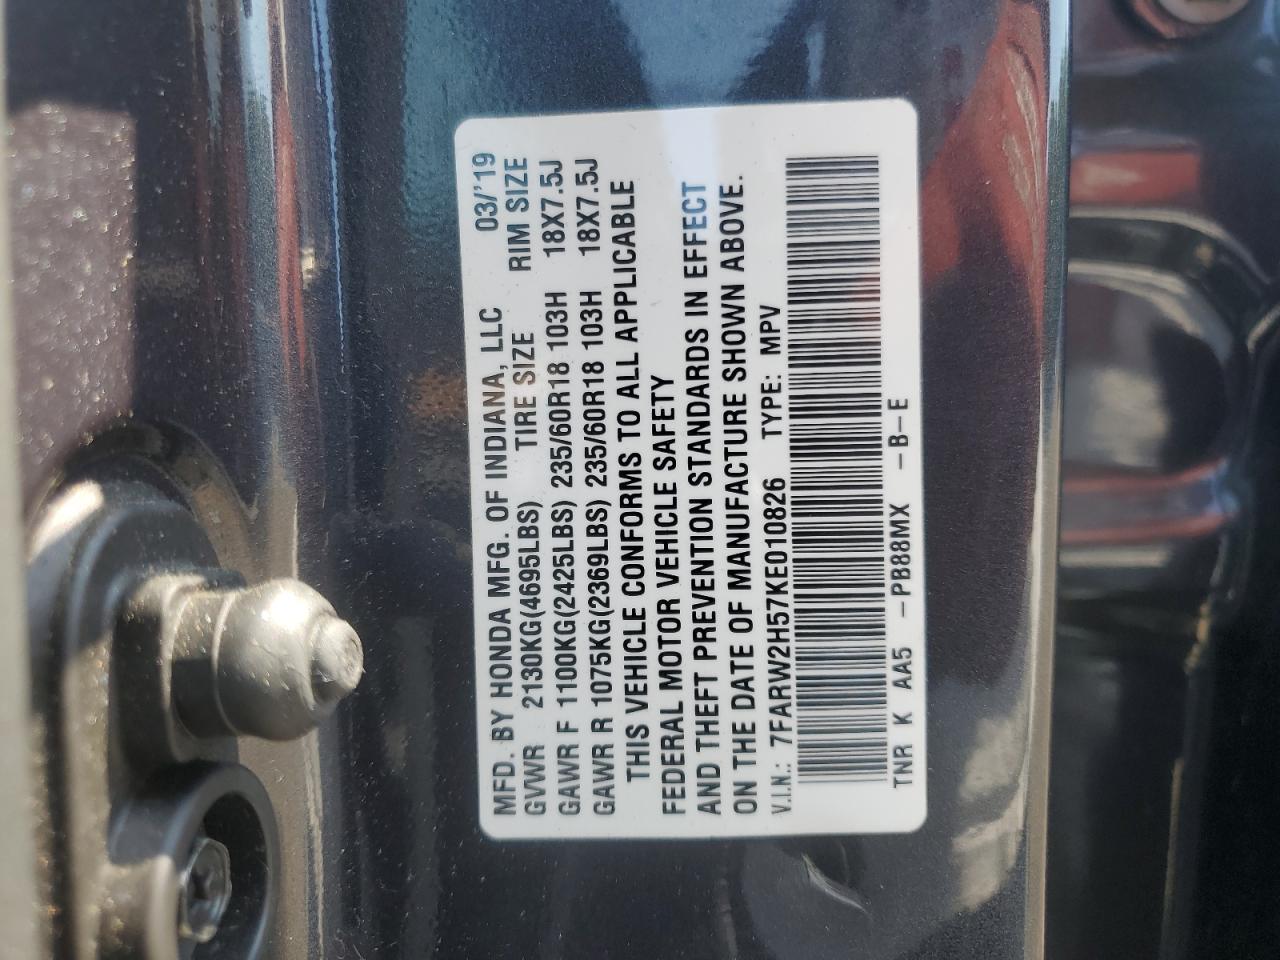 MFD. BY HONDA MFG. OF INDIANA, LLC 03/'19
GVWR 2130KG(4695LBS) TIRE SIZE RIM SIZE
GAWR F 1100KG(2425LBS) 235/60R18 103H 18X7.5J
GAWR R 1075KG(2369LBS) 235/60R18 103H 18X7.5J
THIS VEHICLE CONFORMS TO ALL APPLICABLE
FEDERAL MOTOR VEHICLE SAFETY
AND THEFT PREVENTION STANDARDS IN EFFECT
ON THE DATE OF MANUFACTURE SHOWN ABOVE.
V.I.N.: 7FARW2H57KE010826 TYPE: MPV
TNR K AA5 -PB88MX -B-E